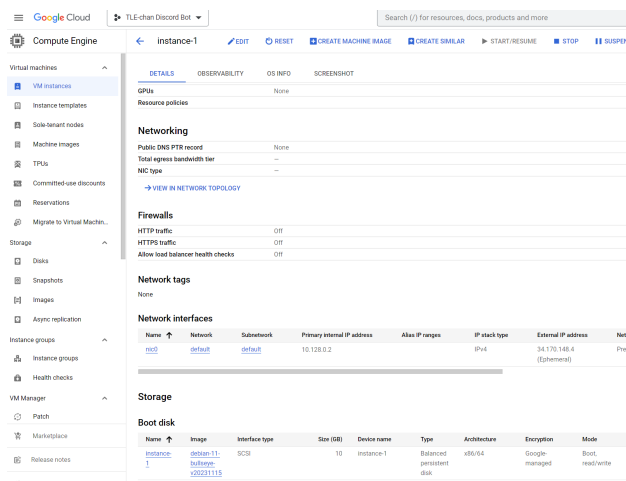 Google Cloud
TLE-chan Discord Bot
Search (/) for resources, docs, products and more
Compute Engine
instance-1
EDIT
RESET
CREATE MACHINE IMAGE
CREATE SIMILAR
START/RESUME
STOP
SUSPEN
Virtual machines
VM instances
Instance templates
Sole-tenant nodes
Machine images
TPUs
Committed-use discounts
Reservations
Migrate to Virtual Machin...
Storage
Disks
Snapshots
Images
Async replication
Instance groups
Instance groups
Health checks
VM Manager
Patch
Marketplace
Release notes
DETAILS OBSERVABILITY OS INFO SCREENSHOT
GPUs None
Resource policies
Networking
Public DNS PTR record None
Total egress bandwidth tier —
NIC type —
VIEW IN NETWORK TOPOLOGY
Firewalls
HTTP traffic Off
HTTPS traffic Off
Allow load balancer health checks Off
Network tags
None
Network interfaces
Name Network Subnetwork Primary internal IP address Alias IP ranges IP stack type External IP address Net
nic0 default default 10.128.0.2 IPv4 34.170.148.4 Pre
(Ephemeral)
Storage
Boot disk
Name Image Interface type Size (GB) Device name Type Architecture Encryption Mode
instance- debian-11- SCSI 10 instance-1 Balanced x86/64 Google- Boot,
1 bullseye- persistent managed read/write
v20231115 disk